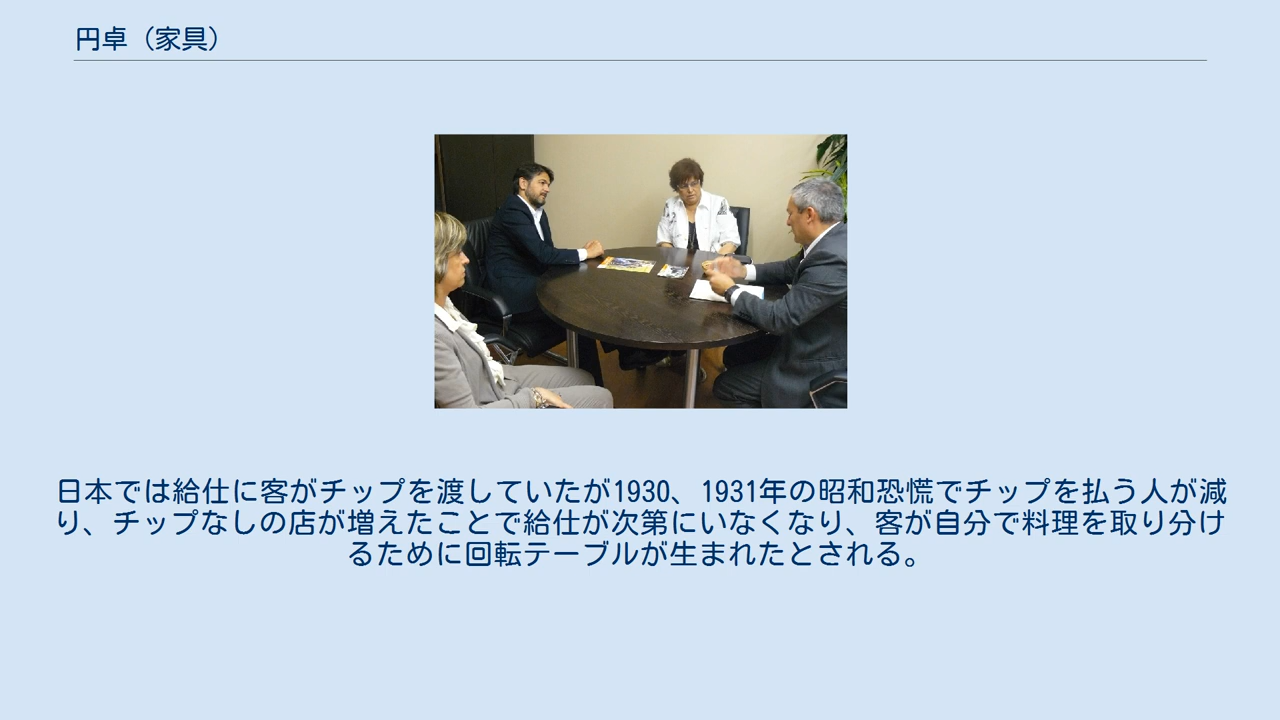 円卓（家具）
日本では給仕に客がチップを渡していたが1930、1931年の昭和恐慌でチップを払う人が減
り、チップなしの店が増えたことで給仕が次第にいなくなり、客が自分で料理を取り分け
るために回転テーブルが生まれたとされる。